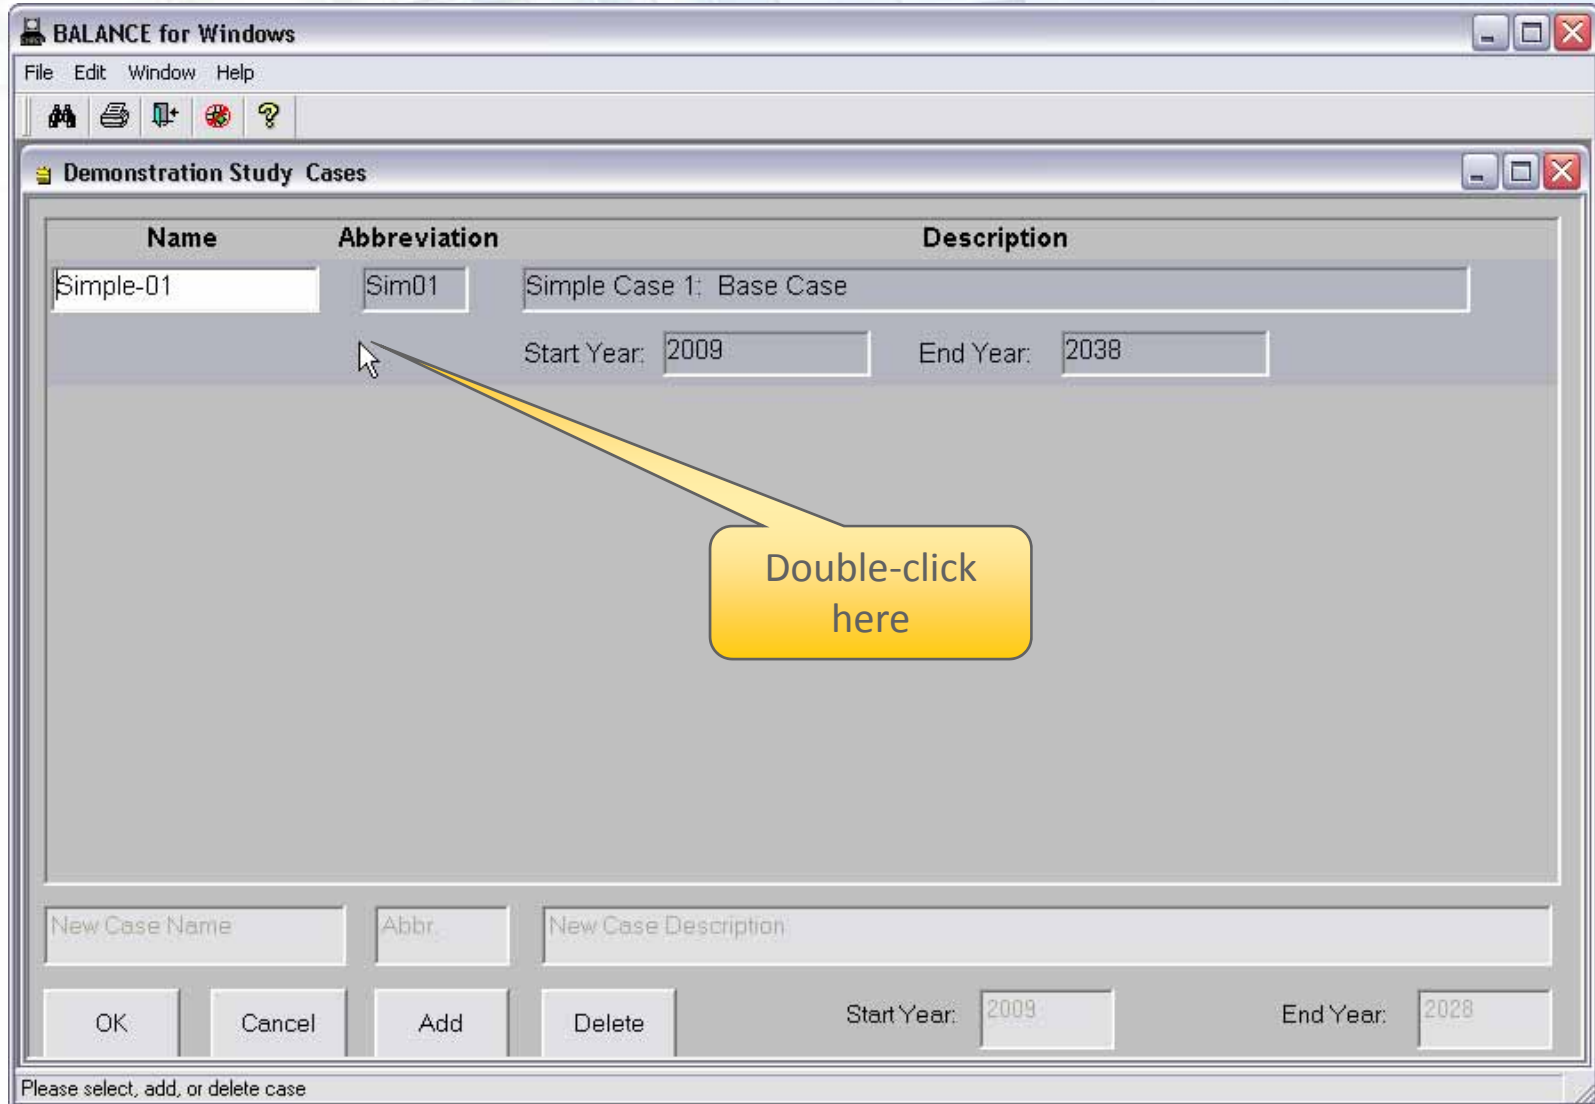 BALANCE for Windows
File Edit Window Help
Demonstration Study Cases
Name Abbreviation Description
Simple-01 Sim01 Simple Case 1: Base Case
Start Year: 2009 End Year: 2038
Double-click
here
New Case Name Abbr. New Case Description
OK Cancel Add Delete Start Year: 2009 End Year: 2028
Please select, add, or delete case